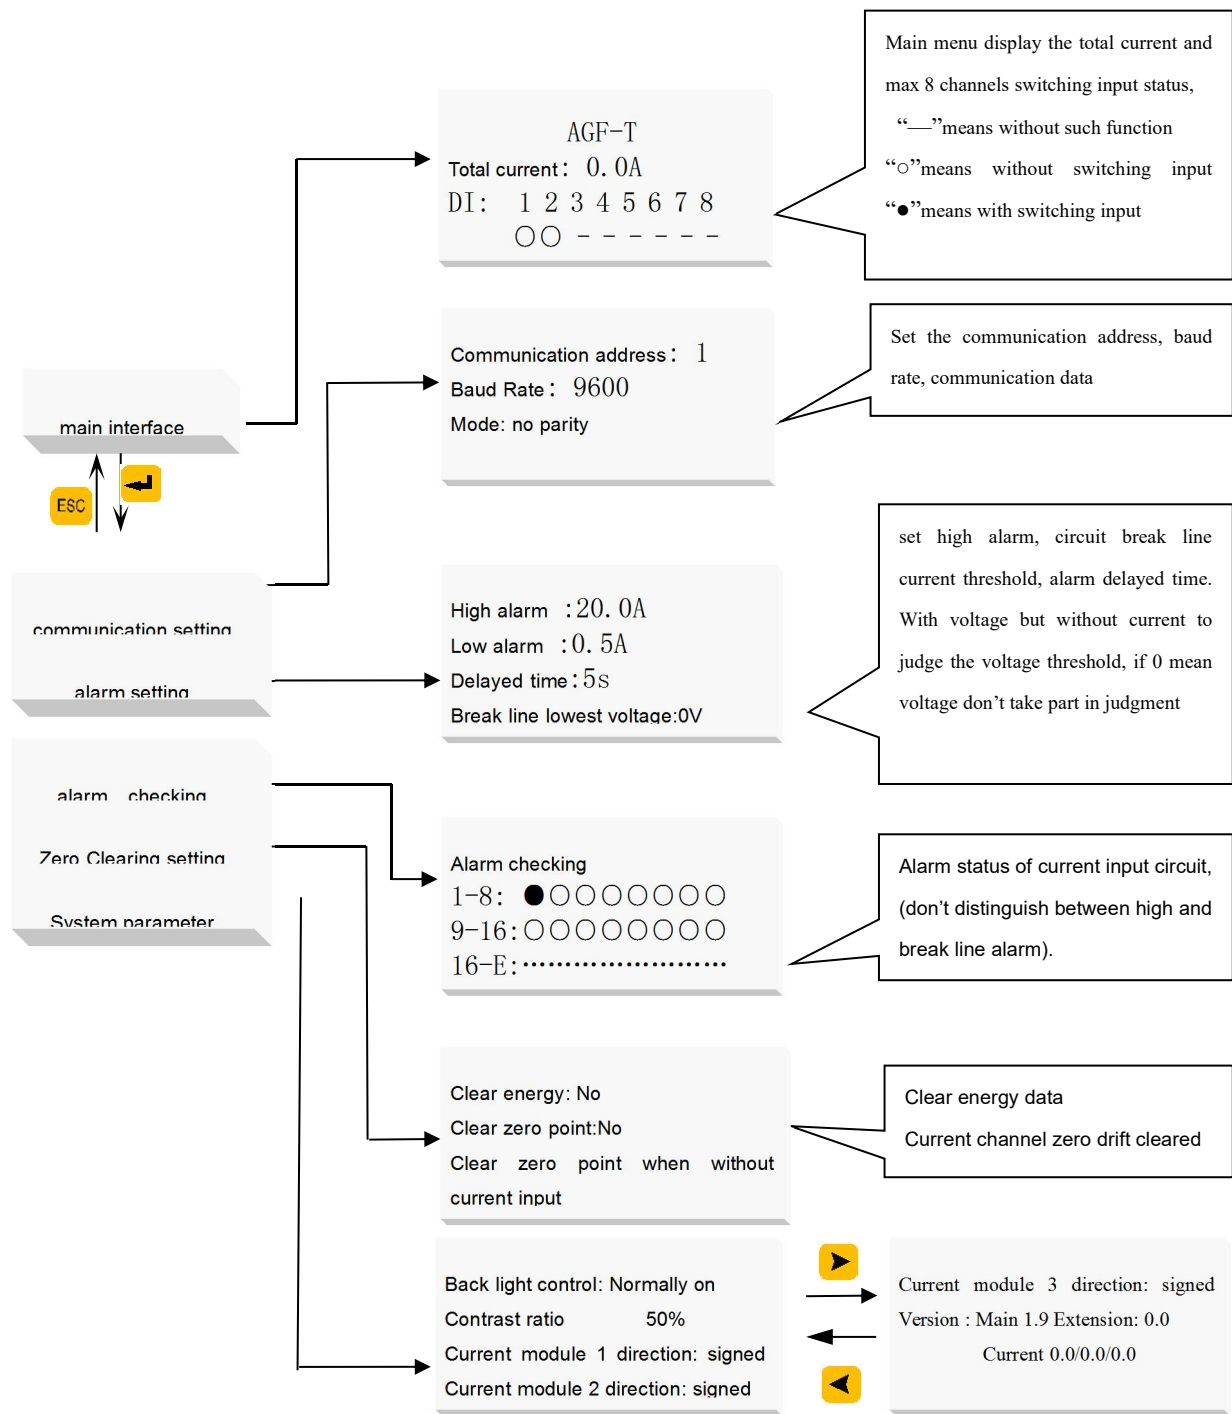 Main menu display the total current and
max 8 channels switching input status,
“—”means without such function
“○”means without switching input
“●”means with switching input
AGF-T
Total current: 0.0A
DI: 1 2 3 4 5 6 7 8
○○ - - - - - -
Set the communication address, baud
rate, communication data
Communication address: 1
Baud Rate: 9600
Mode: no parity
main interface
ESC
set high alarm, circuit break line
current threshold, alarm delayed time.
With voltage but without current to
judge the voltage threshold, if 0 mean
voltage don’t take part in judgment
High alarm :20.0A
Low alarm :0.5A
Delayed time:5s
Break line lowest voltage:0V
communication setting
alarm setting
alarm checking
Zero Clearing setting
System parameter
Alarm checking
1-8: ●○○○○○○○
9-16:○○○○○○○○
16-E:························
Alarm status of current input circuit,
(don’t distinguish between high and
break line alarm).
Clear energy: No
Clear zero point:No
Clear zero point when without
current input
Clear energy data
Current channel zero drift cleared
Back light control: Normally on
Contrast ratio 50%
Current module 1 direction: signed
Current module 2 direction: signed
Current module 3 direction: signed
Version : Main 1.9 Extension: 0.0
Current 0.0/0.0/0.0